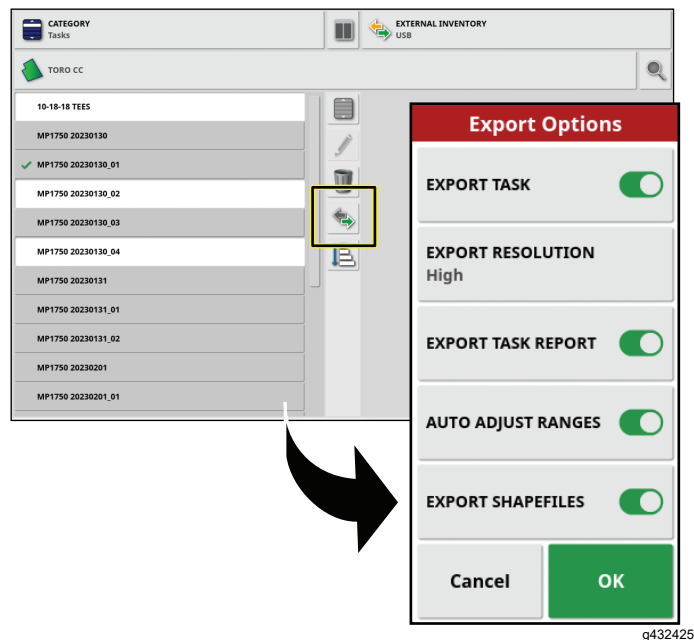 CATEGORY
Tasks
EXTERNAL INVENTORY
USB
TORO CC
10-18-18 TEES
MP1750 20230130
MP1750 20230130_01
MP1750 20230130_02
MP1750 20230130_03
MP1750 20230130_04
MP1750 20230131
MP1750 20230131_01
MP1750 20230131_02
MP1750 20230201
MP1750 20230201_01
Export Options
EXPORT TASK
EXPORT RESOLUTION
High
EXPORT TASK REPORT
AUTO ADJUST RANGES
EXPORT SHAPEFILES
Cancel
OK
g432425